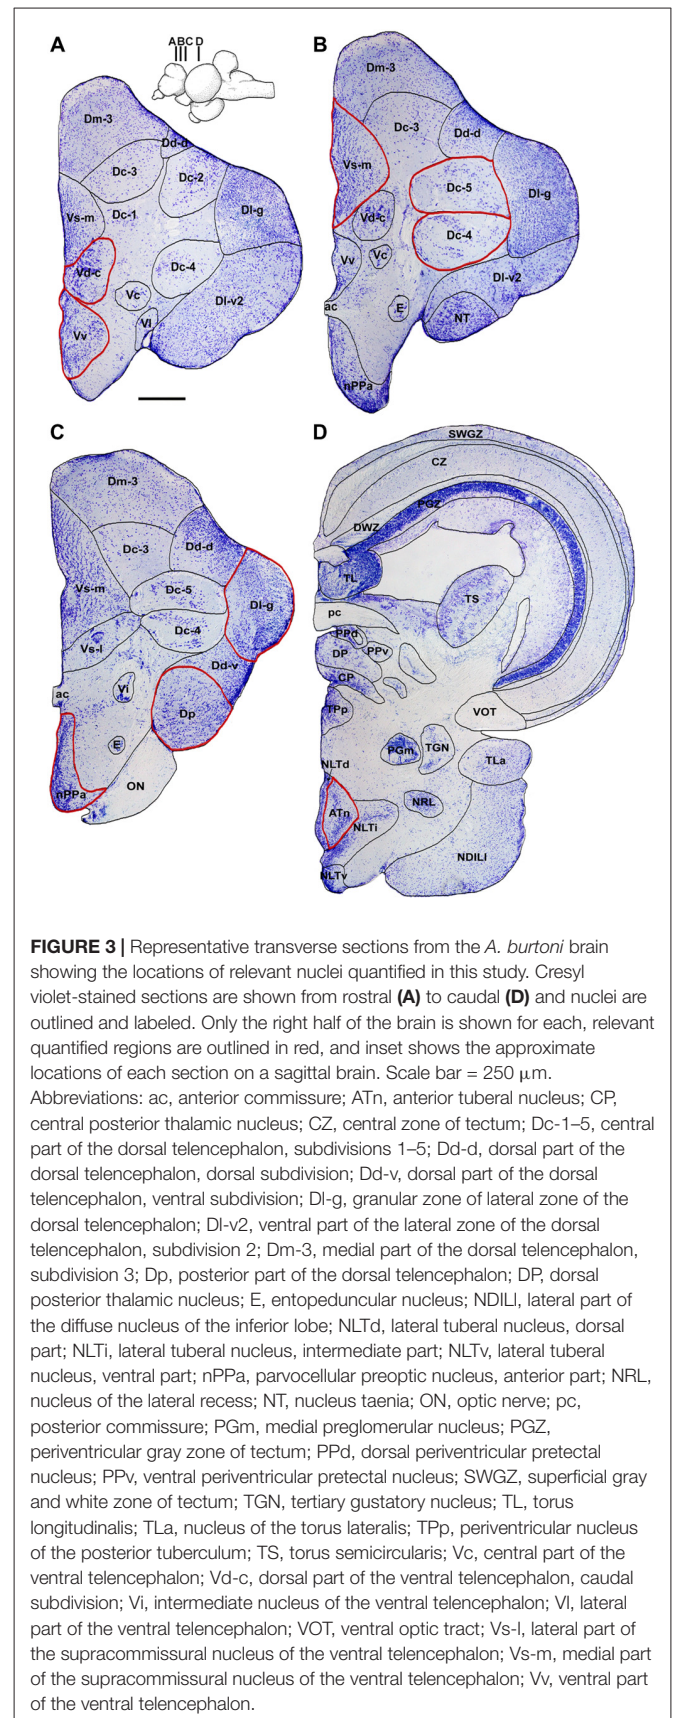 A
A B C D
Dm-3
Dd-d
Dc-3
Dc-2
Vs-m
Dc-1
Dl-g
Vd-c
Dc-4
Vc
Dl-v2
Vl
Vv
B
Dm-3
Dc-3
Dd-d
Vs-m
Dc-5
Dl-g
Vd-c
Dc-4
Vv
Vc
Dl-v2
ac
E
NT
nPPa
C
Dm-3
Dc-3
Dd-d
Vs-m
Dc-5
Dl-g
Dc-4
Vs-l
Dd-v
ac
Vi
Dp
E
nPPa
ON
D
SWGZ
CZ
PGZ
DWZ
TL
TS
pc
PPd
DP
PPv
CP
TPp
VOT
PGm
TGN
NLTd
TLa
ATn
NRL
NLTi
NDILl
NLTv
FIGURE 3 | Representative transverse sections from the A. burtoni brain
showing the locations of relevant nuclei quantified in this study. Cresyl
violet-stained sections are shown from rostral (A) to caudal (D) and nuclei are
outlined and labeled. Only the right half of the brain is shown for each, relevant
quantified regions are outlined in red, and inset shows the approximate
locations of each section on a sagittal brain. Scale bar = 250 μm.
Abbreviations: ac, anterior commissure; ATn, anterior tuberal nucleus; CP,
central posterior thalamic nucleus; CZ, central zone of tectum; Dc-1–5, central
part of the dorsal telencephalon, subdivisions 1–5; Dd-d, dorsal part of the
dorsal telencephalon, dorsal subdivision; Dd-v, dorsal part of the dorsal
telencephalon, ventral subdivision; Dl-g, granular zone of lateral zone of the
dorsal telencephalon; Dl-v2, ventral part of the lateral zone of the dorsal
telencephalon, subdivision 2; Dm-3, medial part of the dorsal telencephalon,
subdivision 3; Dp, posterior part of the dorsal telencephalon; DP, dorsal
posterior thalamic nucleus; E, entopeduncular nucleus; NDILl, lateral part of
the diffuse nucleus of the inferior lobe; NLTd, lateral tuberal nucleus, dorsal
part; NLTi, lateral tuberal nucleus, intermediate part; NLTv, lateral tuberal
nucleus, ventral part; nPPa, parvocellular preoptic nucleus, anterior part; NRL,
nucleus of the lateral recess; NT, nucleus taenia; ON, optic nerve; pc,
posterior commissure; PGm, medial preglomerular nucleus; PGZ,
periventricular gray zone of tectum; PPd, dorsal periventricular pretectal
nucleus; PPv, ventral periventricular pretectal nucleus; SWGZ, superficial gray
and white zone of tectum; TGN, tertiary gustatory nucleus; TL, torus
longitudinalis; TLa, nucleus of the torus lateralis; TPp, periventricular nucleus
of the posterior tuberculum; TS, torus semicircularis; Vc, central part of the
ventral telencephalon; Vd-c, dorsal part of the ventral telencephalon, caudal
subdivision; Vi, intermediate nucleus of the ventral telencephalon; Vl, lateral
part of the ventral telencephalon; VOT, ventral optic tract; Vs-l, lateral part of
the supracommissural nucleus of the ventral telencephalon; Vs-m, medial part
of the supracommissural nucleus of the ventral telencephalon; Vv, ventral part
of the ventral telencephalon.